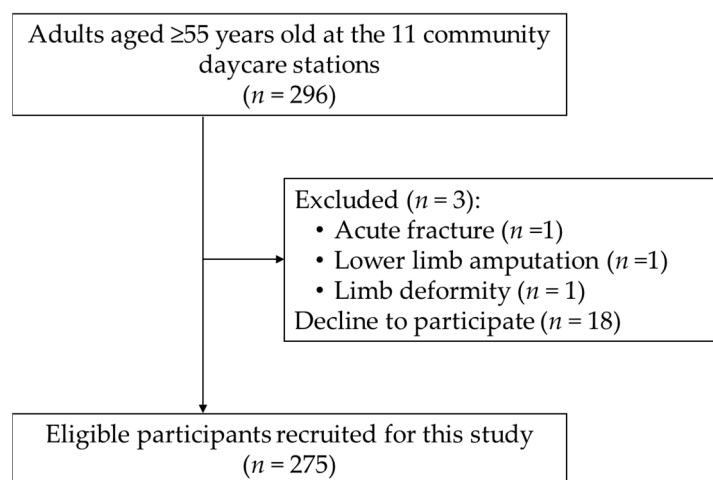 Adults aged ≥55 years old at the 11 community
daycare stations
(n = 296)
Excluded (n = 3):
• Acute fracture (n =1)
• Lower limb amputation (n =1)
• Limb deformity (n = 1)
Decline to participate (n = 18)
Eligible participants recruited for this study
(n = 275)